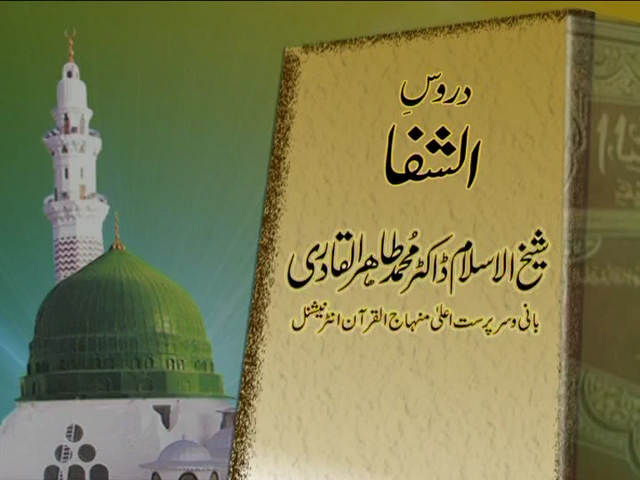 دروسِ
الشفا
شیخ الاسلام ڈاکٹر محمد طاہر القادری
بانی و سرپرست اعلیٰ منہاج القرآن انٹرنیشنل